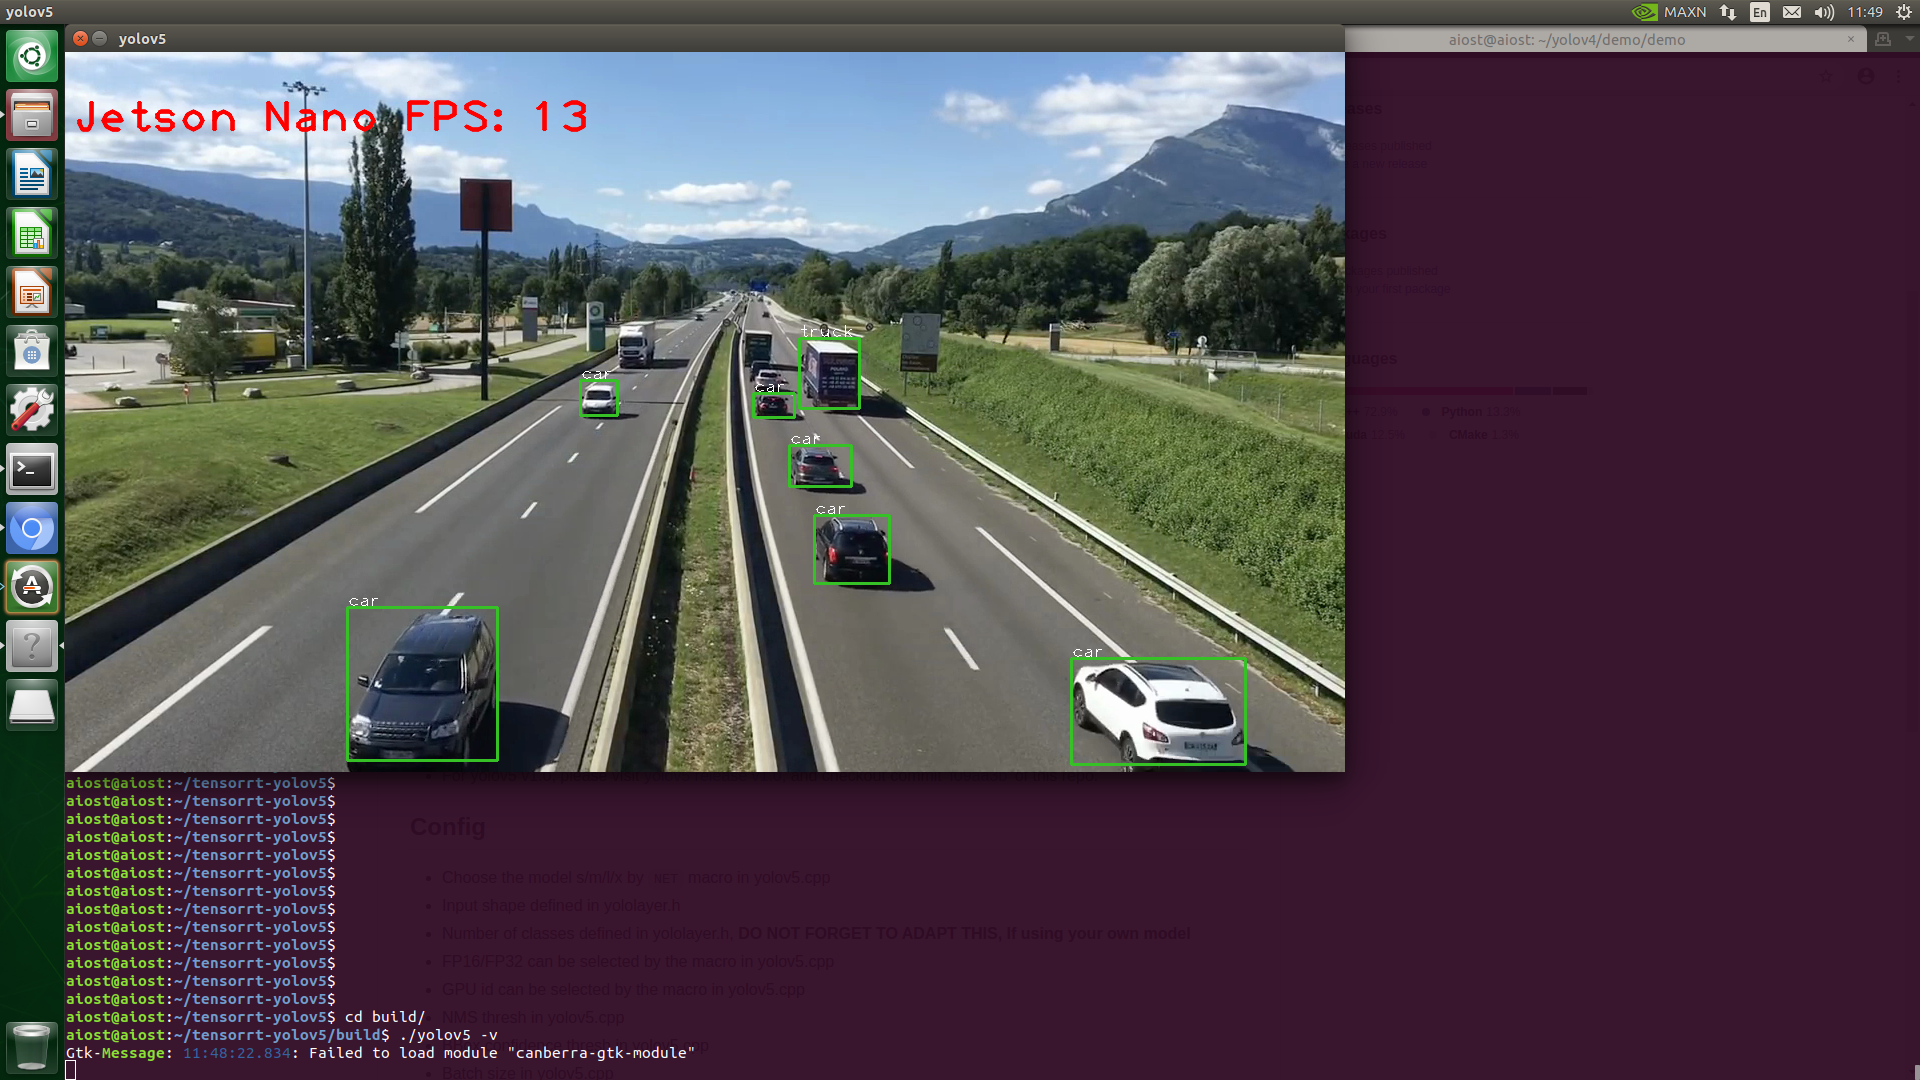 yolov5
MAXN
En
11:49
yolov5
aiost@aiost: ~/yolov4/demo/demo
Jetson Nano FPS: 13
truck
car
car
car
car
car
car
Python 13.3%
CMake
aiost@aiost:~/tensorrt-yolov5$
aiost@aiost:~/tensorrt-yolov5$
aiost@aiost:~/tensorrt-yolov5$
Config
aiost@aiost:~/tensorrt-yolov5$
aiost@aiost:~/tensorrt-yolov5$
aiost@aiost:~/tensorrt-yolov5$
Choose the model s/m/l/x by NET macro in yolov5.cpp
aiost@aiost:~/tensorrt-yolov5$
aiost@aiost:~/tensorrt-yolov5$
Input shape defined in yololayer.h
aiost@aiost:~/tensorrt-yolov5$
Number of classes defined in yololayer.h, DO NOT FORGET TO ADAPT THIS, If using your own model
aiost@aiost:~/tensorrt-yolov5$
aiost@aiost:~/tensorrt-yolov5$
FP16/FP32 can be selected by the macro in yolov5.cpp
aiost@aiost:~/tensorrt-yolov5$
GPU id can be selected by the macro in yolov5.cpp
aiost@aiost:~/tensorrt-yolov5$
aiost@aiost:~/tensorrt-yolov5$ cd build/
NMS thresh in yolov5.cpp
aiost@aiost:~/tensorrt-yolov5/build$ ./yolov5 -v
Gtk-Message: 11:48:22.834: Failed to load module "canberra-gtk-module"
Batch size in yolov5.cpp